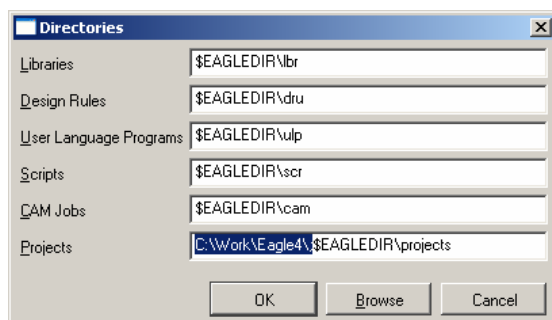 Directories
Libraries $EAGLEDIR\lbr
Design Rules $EAGLEDIR\dru
User Language Programs $EAGLEDIR\ulp
Scripts $EAGLEDIR\scr
CAM Jobs $EAGLEDIR\cam
Projects C:\Work\Eagle4\;$EAGLEDIR\projects
OK Browse Cancel